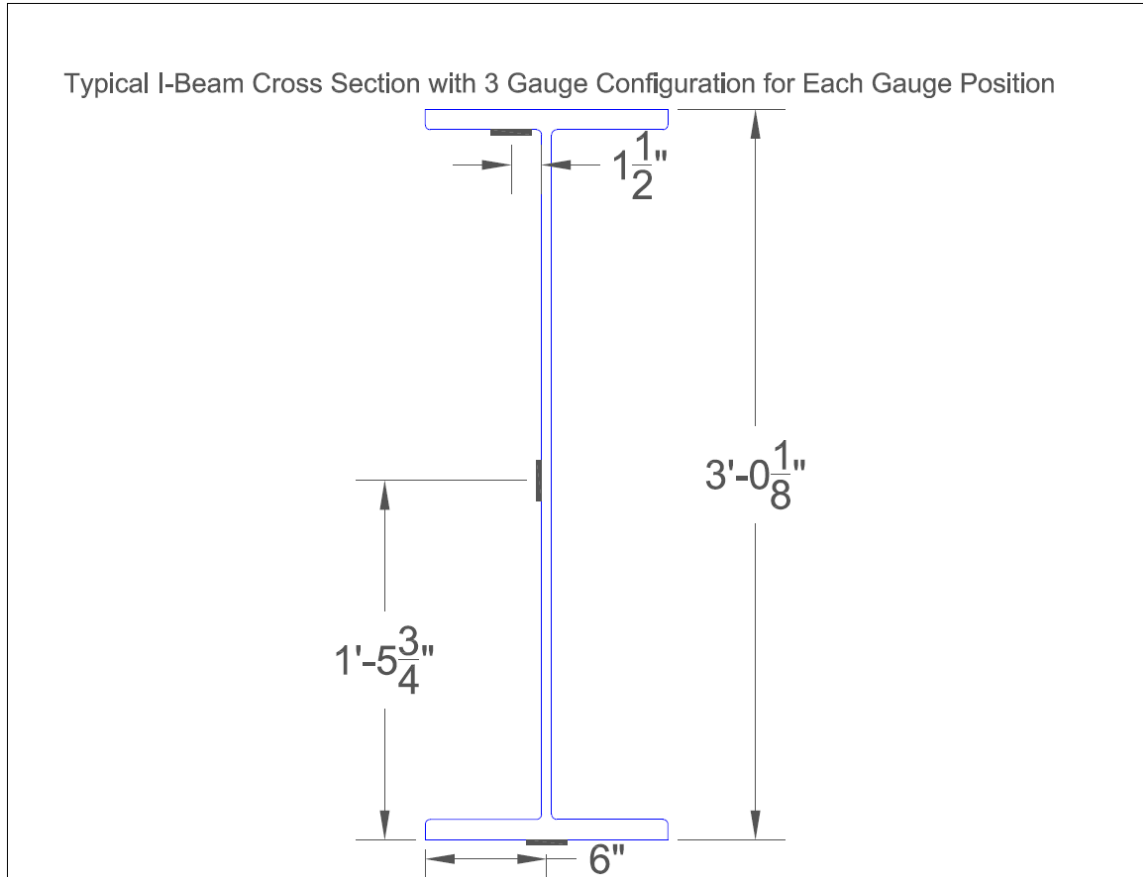 Typical I-Beam Cross Section with 3 Gauge Configuration for Each Gauge Position
1 1/2"
3'-0 1/8"
1'-5 3/4"
6"